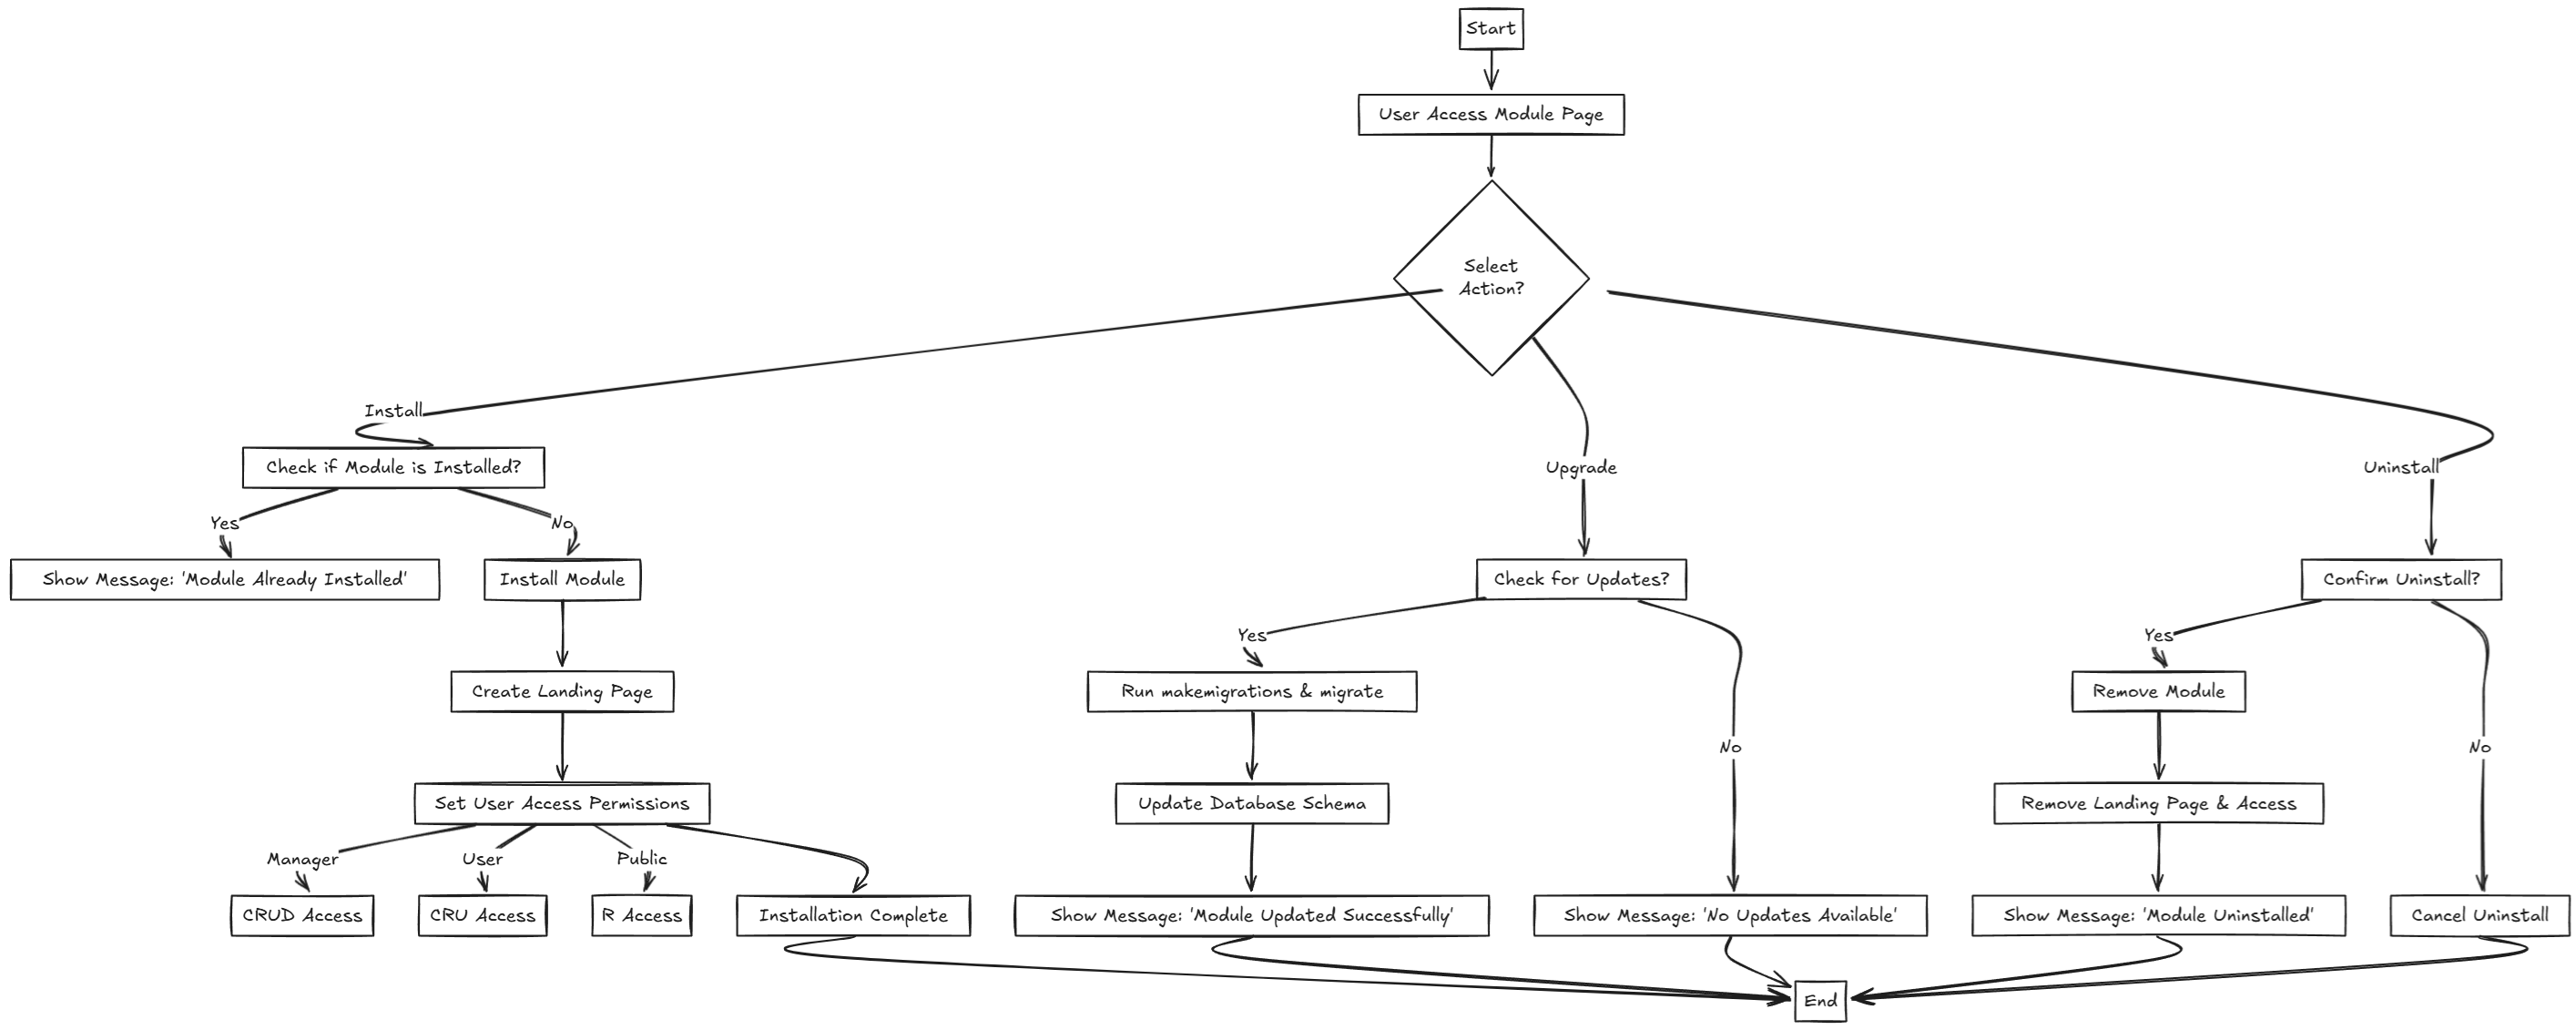 Start
User Access Module Page
Select
Action?
Install
Check if Module is Installed?
Upgrade
Uninstall
Yes
No
Show Message: 'Module Already Installed'
Install Module
Check for Updates?
Confirm Uninstall?
Yes
Yes
Create Landing Page
Run makemigrations & migrate
Remove Module
No
No
Set User Access Permissions
Update Database Schema
Remove Landing Page & Access
Manager
User
Public
CRUD Access
CRU Access
R Access
Installation Complete
Show Message: 'Module Updated Successfully'
Show Message: 'No Updates Available'
Show Message: 'Module Uninstalled'
Cancel Uninstall
End